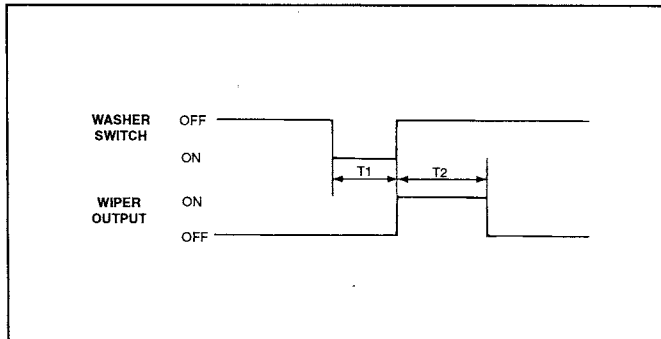 WASHER
SWITCH
OFF
ON
T1
T2
WIPER
OUTPUT
ON
OFF